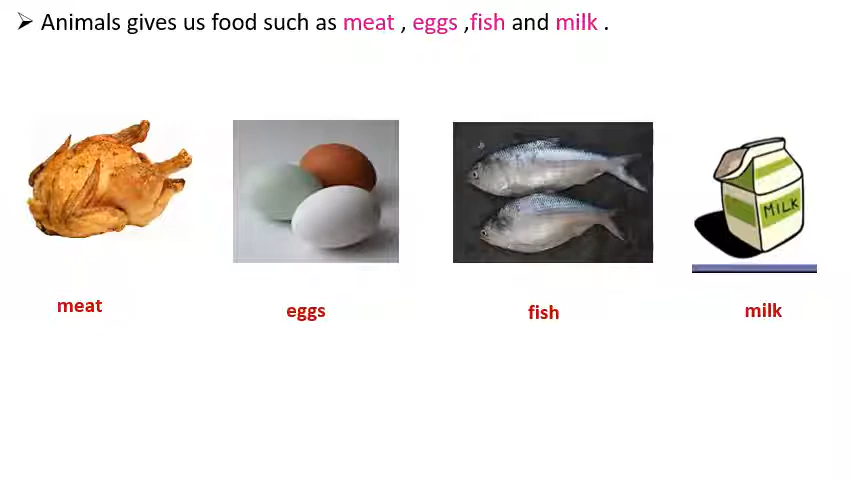 ➢ Animals gives us food such as meat , eggs ,fish and milk .
MILK
meat
eggs
fish
milk